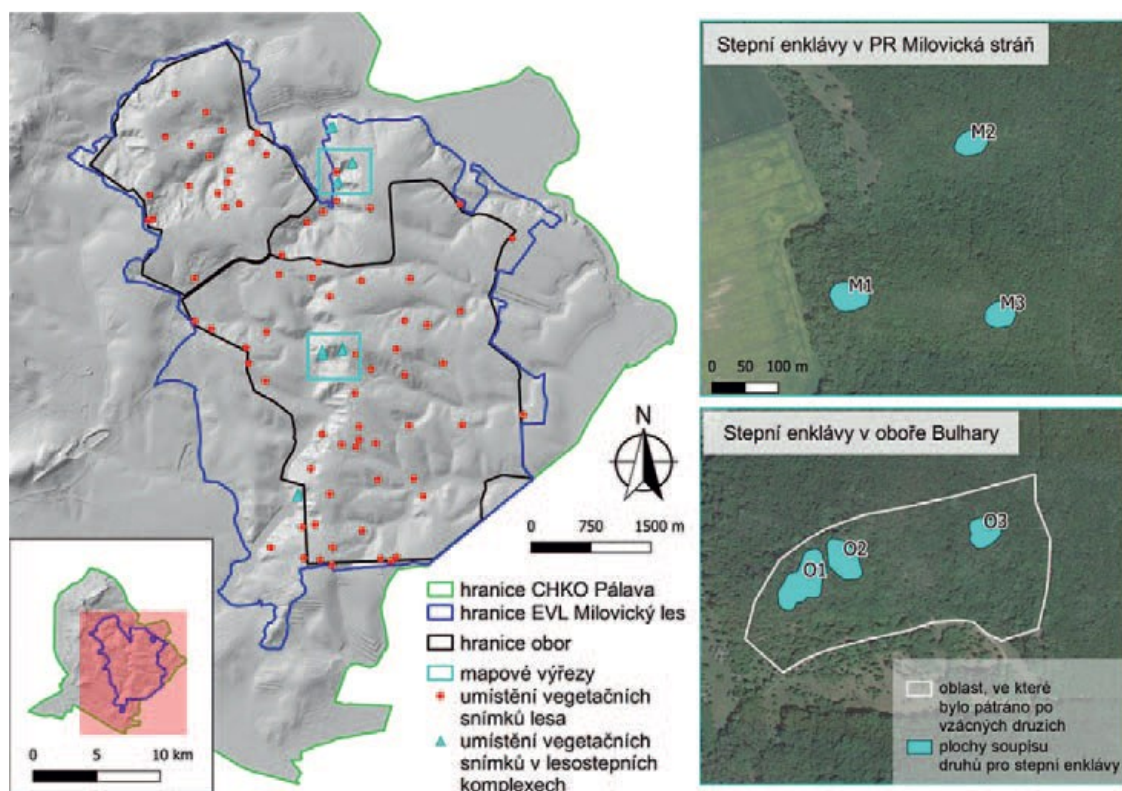 N
0 750 1500 m
hranice CHKO Pálava
hranice EVL Milovický les
hranice obor
mapové výřezy
umístění vegetačních
snímků lesa
umístění vegetačních
snímků v lesostepních
komplexech
0 5 10 km
Stepní enklávy v PR Milovická stráň
M2
M1
M3
0 50 100 m
Stepní enklávy v oboře Bulhary
O3
O2
O1
oblast, ve které
bylo pátráno po
vzácných druzích
plochy soupisu
druhů pro stepní enklávy